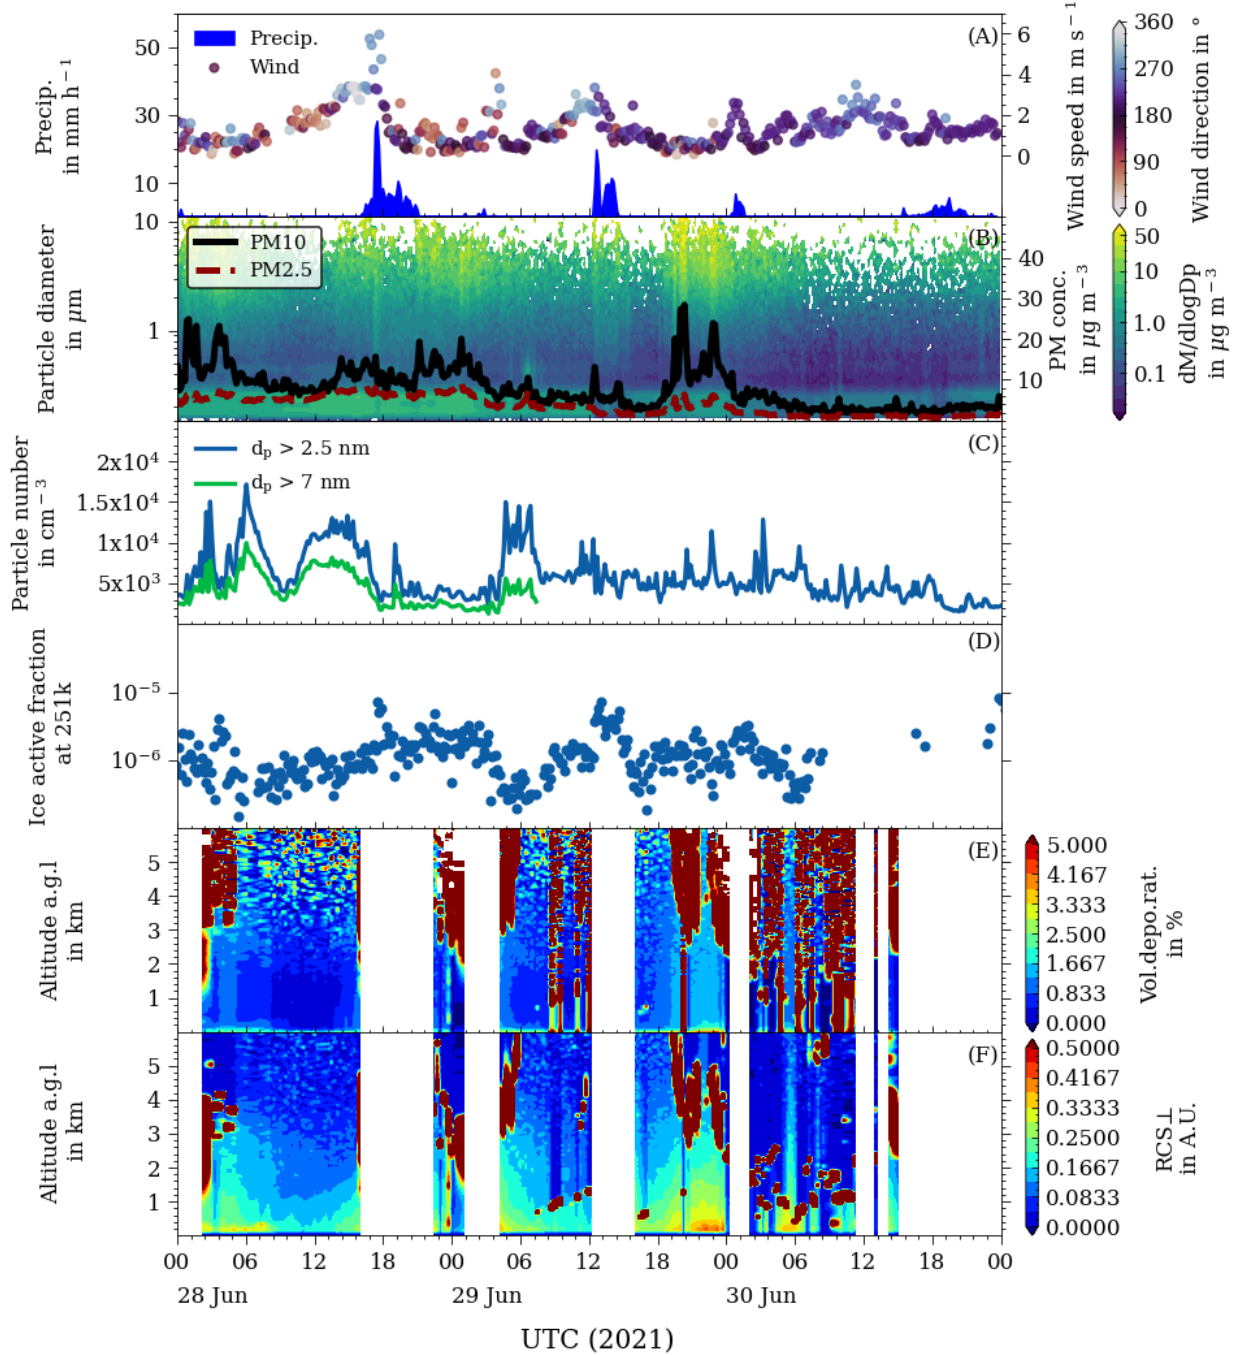 (A)
Precip.
Wind
50
30
10
Precip.
in mm h⁻¹
6
4
2
0
Wind speed in m s⁻¹
360
270
180
90
0
Wind direction in °
(B)
PM10
PM2.5
10
1
Particle diameter
in μm
40
30
20
10
PM conc.
in μg m⁻³
50
10
1.0
0.1
dM/dlogDp
in μg m⁻³
(C)
dₚ > 2.5 nm
dₚ > 7 nm
2x10⁴
1.5x10⁴
1x10⁴
5x10³
Particle number
in cm⁻³
(D)
10⁻⁵
10⁻⁶
Ice active fraction
at 251k
(E)
5
4
3
2
1
Altitude a.g.l
in km
5.000
4.167
3.333
2.500
1.667
0.833
0.000
Vol.depo.rat.
in %
(F)
5
4
3
2
1
Altitude a.g.l
in km
0.5000
0.4167
0.3333
0.2500
0.1667
0.0833
0.0000
RCS⊥
in A.U.
00 06 12 18 00 06 12 18 00 06 12 18 00
28 Jun 29 Jun 30 Jun
UTC (2021)